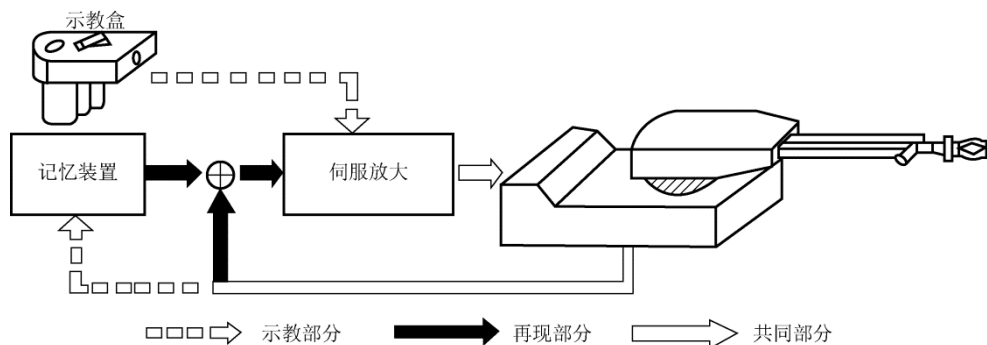 示教盒
记忆装置
伺服放大
示教部分
再现部分
共同部分